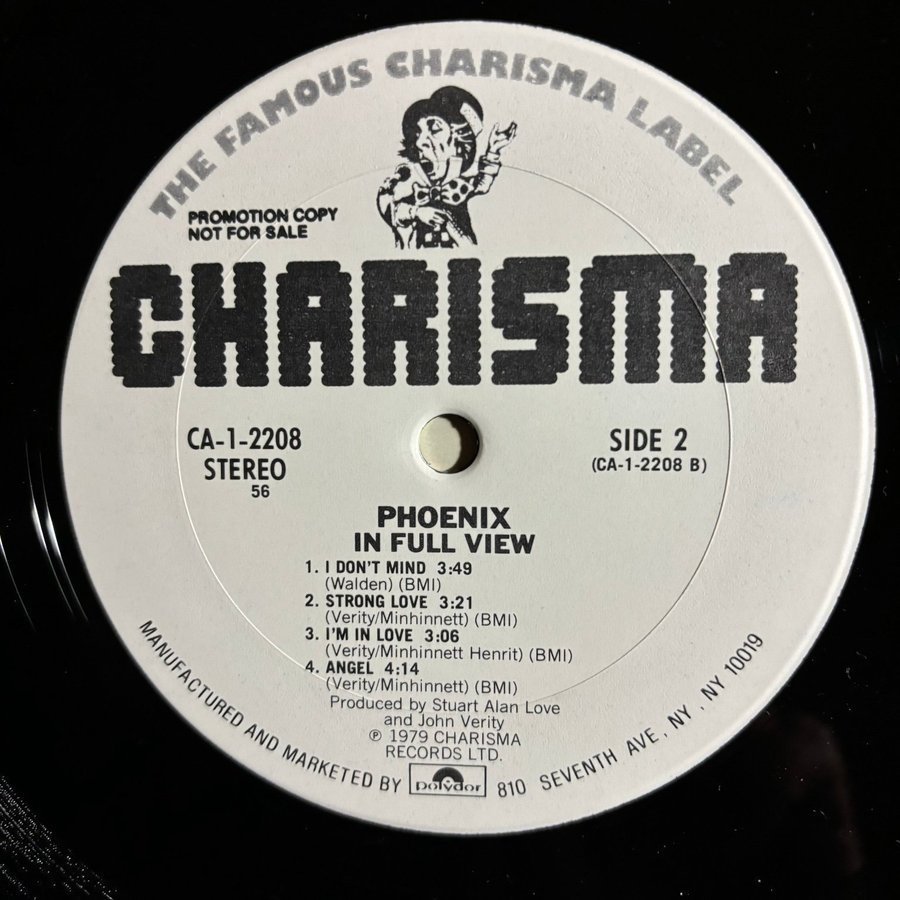 THE FAMOUS CHARISMA LABEL
PROMOTION COPY
NOT FOR SALE
CHARISMA
CA-1-2208
STEREO
56
SIDE 2
(CA-1-2208 B)
PHOENIX
IN FULL VIEW
1. I DON'T MIND 3:49
(Walden) (BMI)
2. STRONG LOVE 3:21
(Verity/Minhinnett) (BMI)
3. I'M IN LOVE 3:06
(Verity/Minhinnett Henrit) (BMI)
4. ANGEL 4:14
(Verity/Minhinnett) (BMI)
Produced by Stuart Alan Love
and John Verity
℗ 1979 CHARISMA
RECORDS LTD.
MANUFACTURED AND MARKETED BY polydor 810 SEVENTH AVE, NY, NY 10019